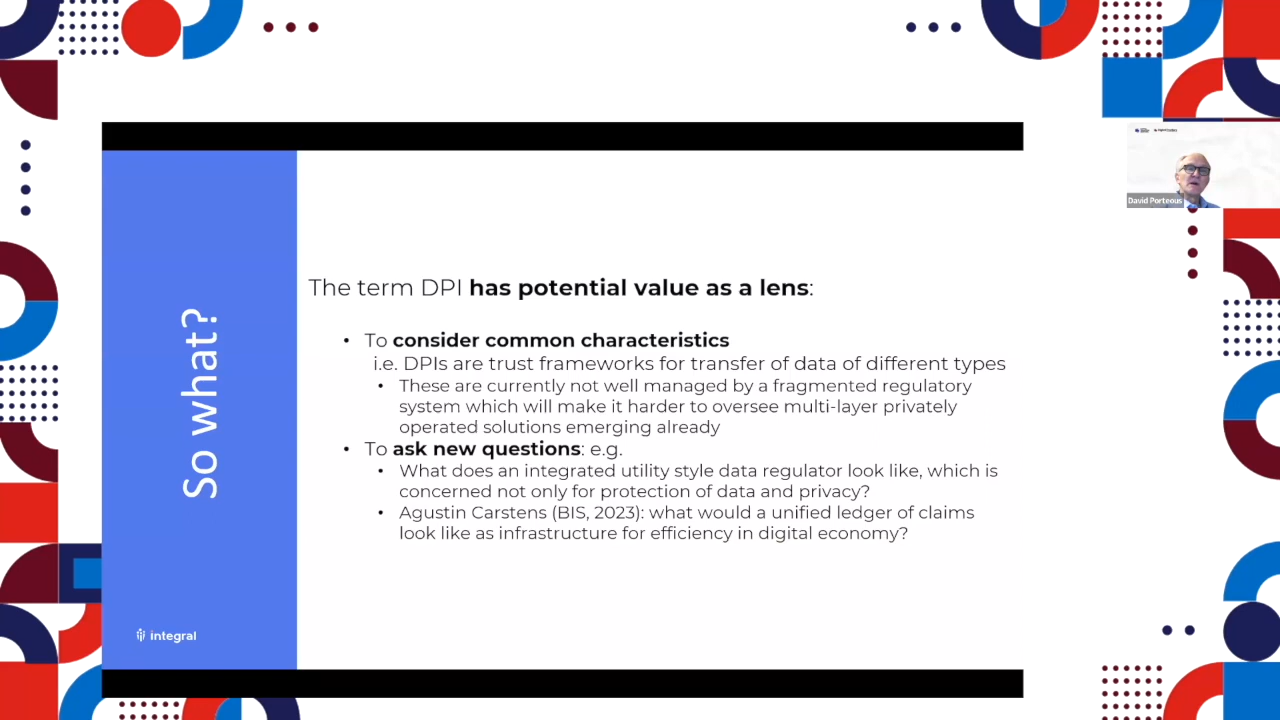 So what?
The term DPI has potential value as a lens:
• To consider common characteristics
i.e. DPIs are trust frameworks for transfer of data of different types
• These are currently not well managed by a fragmented regulatory
system which will make it harder to oversee multi-layer privately
operated solutions emerging already
• To ask new questions: e.g.
• What does an integrated utility style data regulator look like, which is
concerned not only for protection of data and privacy?
• Agustin Carstens (BIS, 2023): what would a unified ledger of claims
look like as infrastructure for efficiency in digital economy?
integral
David Porteous